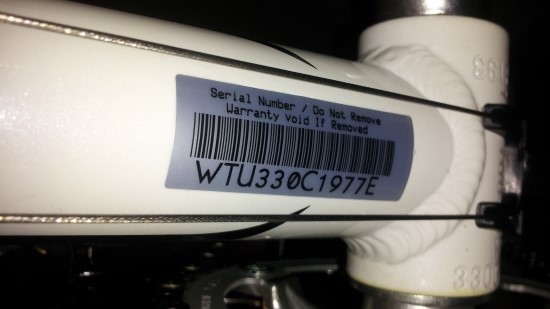 Serial Number / Do Not Remove
Warranty void If Removed
WTU330C1977E